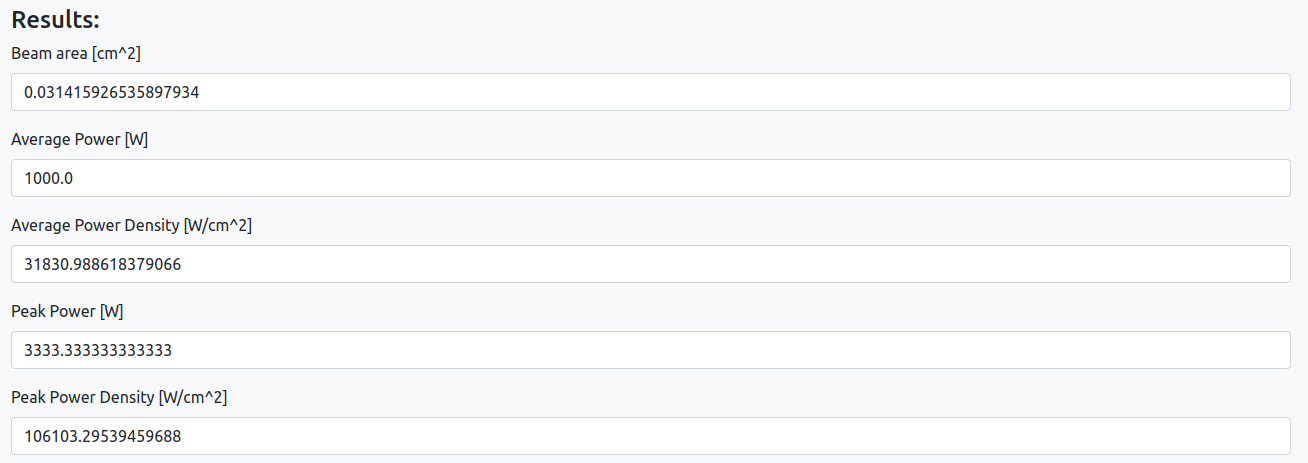 Results:
Beam area [cm^2]
0.031415926535897934
Average Power [W]
1000.0
Average Power Density [W/cm^2]
31830.988618379066
Peak Power [W]
3333.333333333333
Peak Power Density [W/cm^2]
106103.29539459688